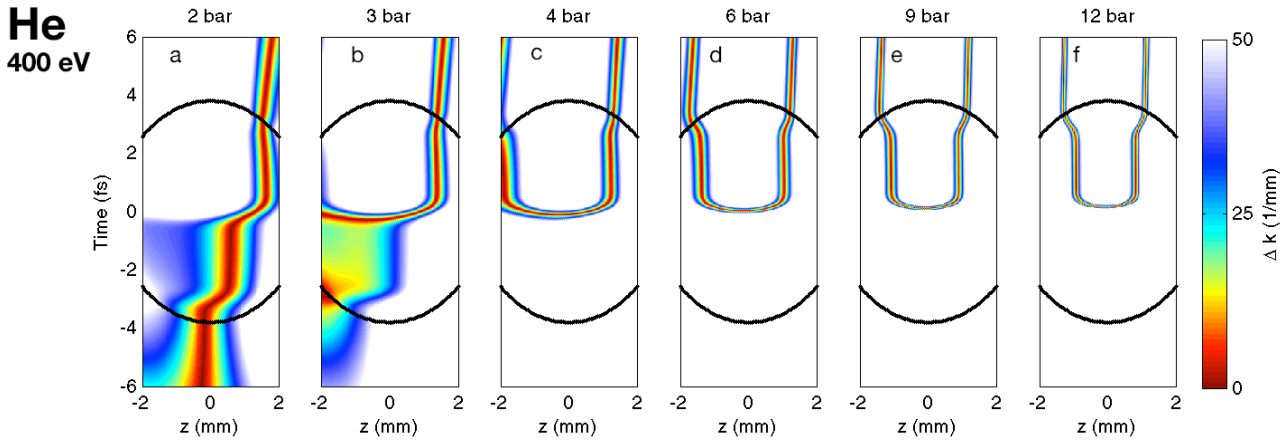 He
400 eV
2 bar
3 bar
4 bar
6 bar
9 bar
12 bar
a
b
c
d
e
f
Time (fs)
6
4
2
0
-2
-4
-6
-2 0 2
-2 0 2
-2 0 2
-2 0 2
-2 0 2
-2 0 2
z (mm)
z (mm)
z (mm)
z (mm)
z (mm)
z (mm)
50
25
0
Δ k (1/mm)